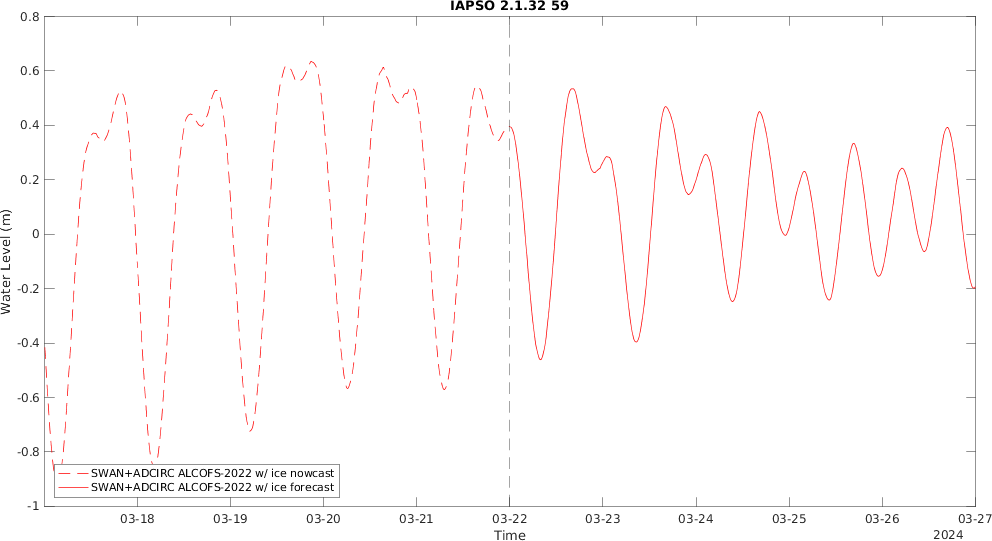 IAPSO 2.1.32 59
Water Level (m)
0.8
0.6
0.4
0.2
0
-0.2
-0.4
-0.6
-0.8
-1
SWAN+ADCIRC ALCOFS-2022 w/ ice nowcast
SWAN+ADCIRC ALCOFS-2022 w/ ice forecast
03-18 03-19 03-20 03-21 03-22 03-23 03-24 03-25 03-26 03-27
Time
2024